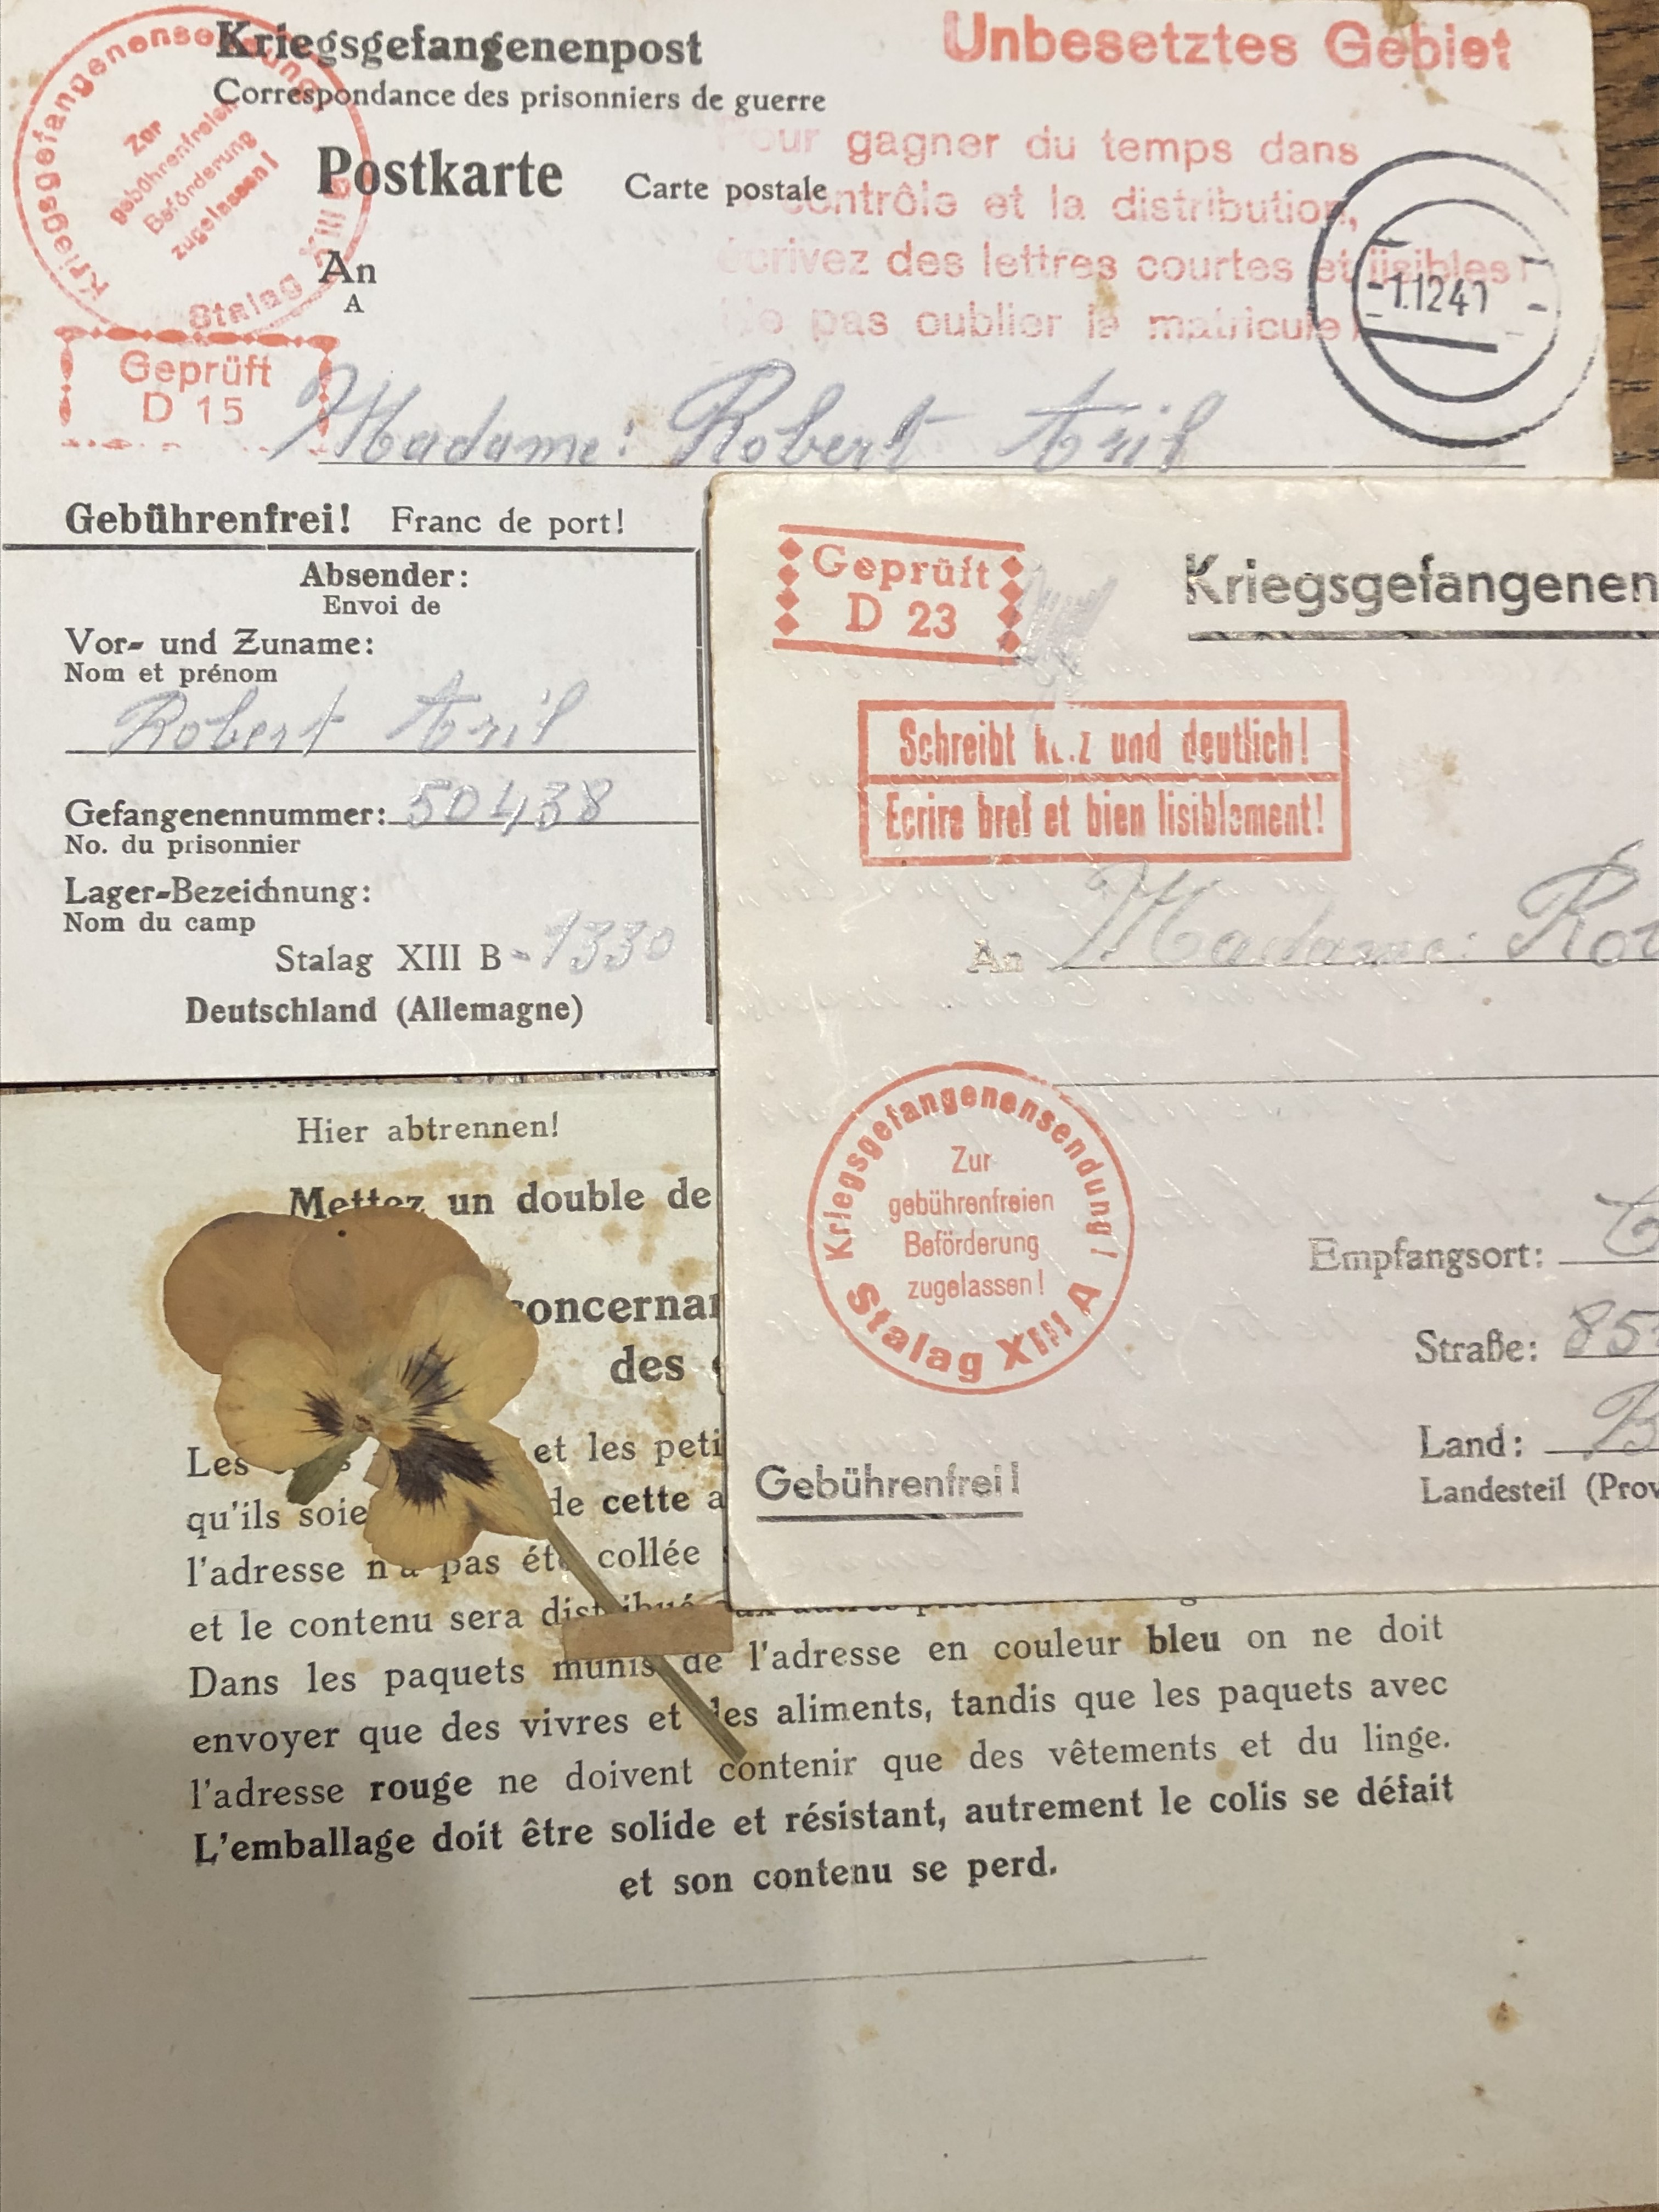 Kriegsgefangenenpost
Correspondance des prisonniers de guerre
Postkarte Carte postale
An
A
Unbesetztes Gebiet
Pour gagner du temps dans
contrôle et la distribution,
écrivez des lettres courtes et lisibles!
Ne pas oublier le matricule!
-1.12.41
Kriegsgefangenensendung
Zur
gebührenfreien
Beförderung
zugelassen!
Stalag XIII
Geprüft
D 15
Madame: Robert
Gebührenfrei! Franc de port!
Absender:
Envoi de
Vor- und Zuname:
Nom et prénom
Robert
Gefangenennummer: 50438
No. du prisonnier
Lager-Bezeichnung:
Nom du camp
Stalag XIII B - 1330
Deutschland (Allemagne)
Geprüft
D 23
Kriegsgefangenen
Schreibt und deutlich!
Ecrire bref et bien lisiblement!
An Madame:
Kriegsgefangenensendung!
Zur
gebührenfreien
Beförderung
zugelassen!
Stalag XIII A
Empfangsort:
Straße: 85
Land: B
Landesteil (Prov
Gebührenfrei!
Hier abtrennen!
Mettez un double de
concernan
des
Les et les peti
qu'ils soie de cette a
l'adresse n'a pas été collée
et le contenu sera distribué aux autres
Dans les paquets munis de l'adresse en couleur bleu on ne doit
envoyer que des vivres et des aliments, tandis que les paquets avec
l'adresse rouge ne doivent contenir que des vêtements et du linge.
L'emballage doit être solide et résistant, autrement le colis se défait
et son contenu se perd.